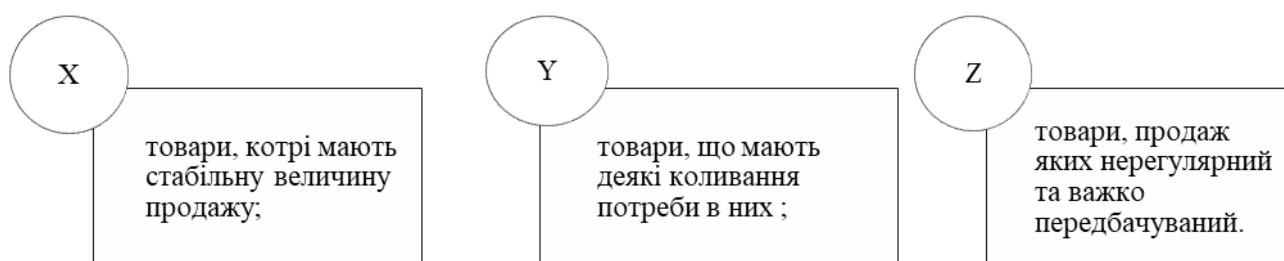 X
товари, котрі мають
стабільну величину
продажу;
Y
товари, що мають
деякі коливання
потреби в них ;
Z
товари, продаж
яких нерегулярний
та важко
передбачуваний.